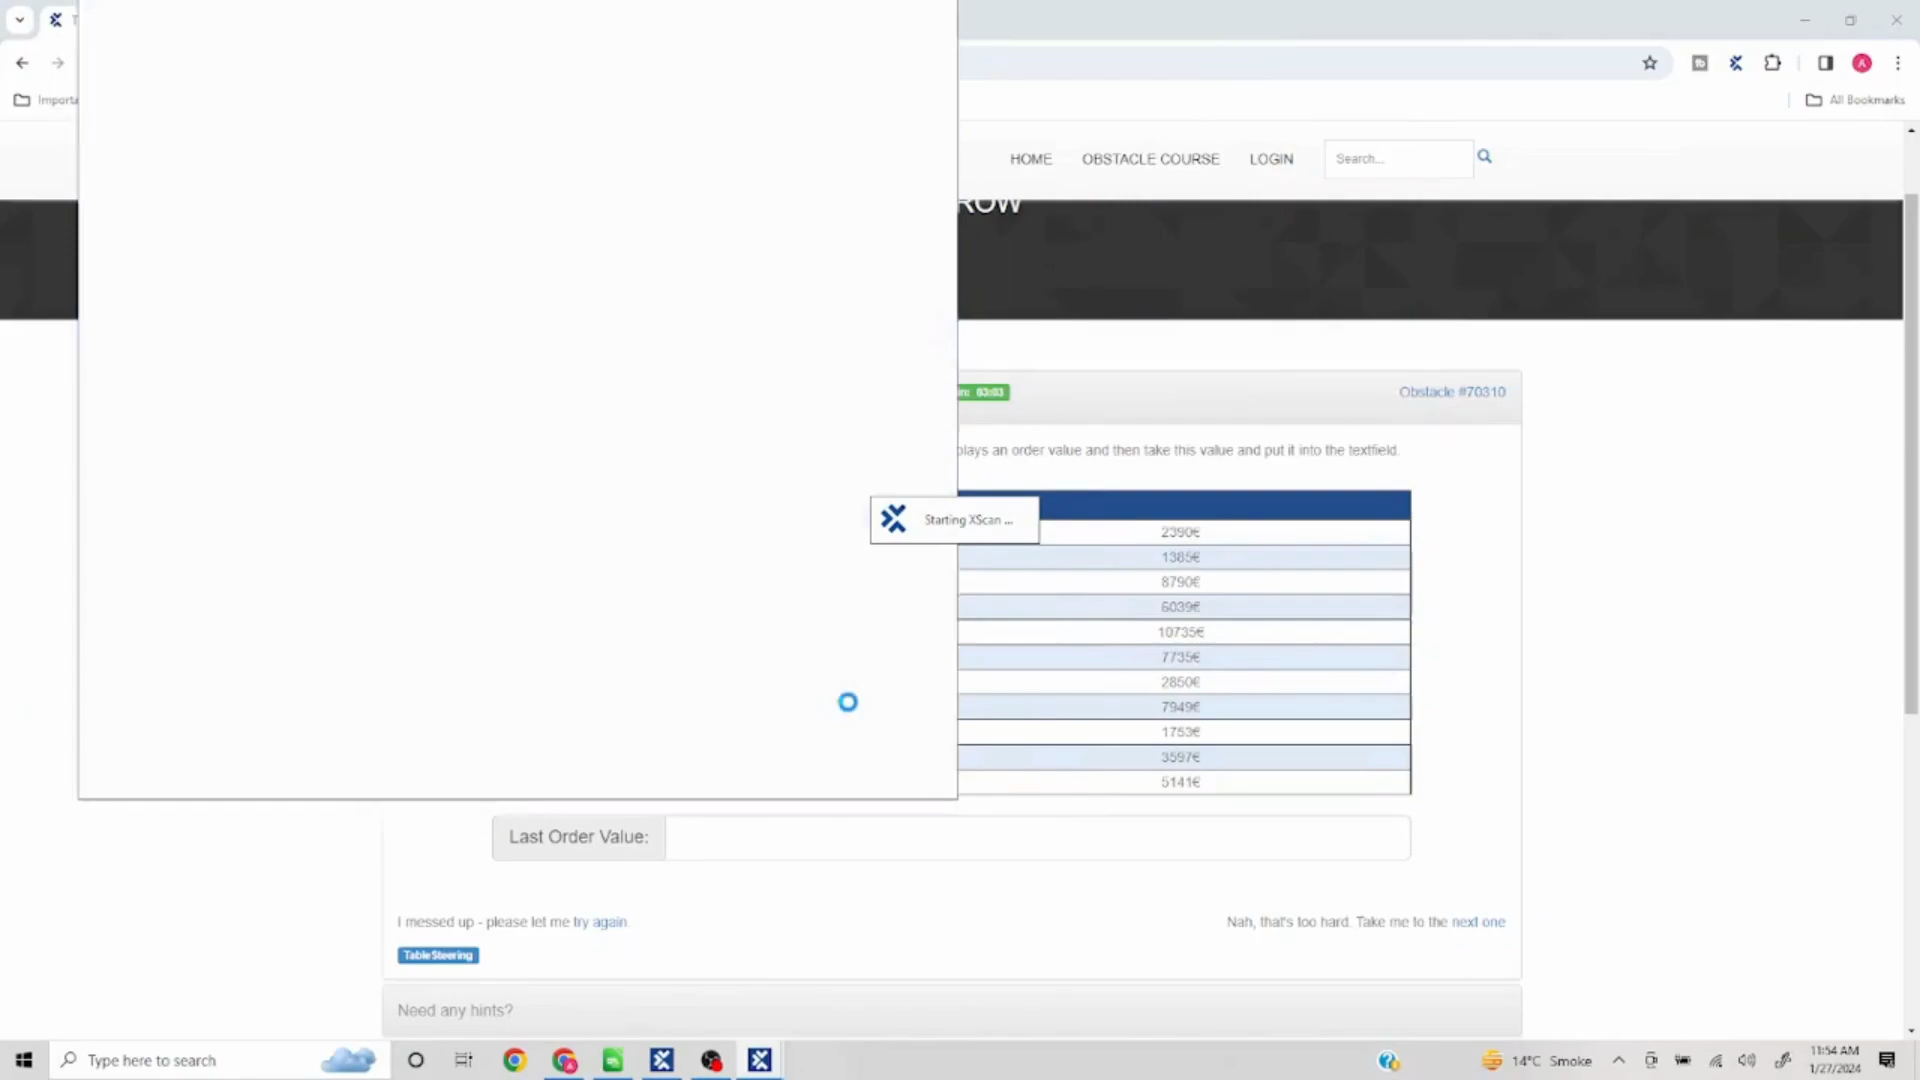 Importa
All Bookmarks
HOME
OBSTACLE COURSE
LOGIN
Search...
ROW
03:03
Obstacle #70310
plays an order value and then take this value and put it into the textfield.
Starting XScan ...
2390€
1385€
8790€
6039€
10735€
7735€
2850€
7949€
1753€
3597€
5141€
Last Order Value:
I messed up - please let me try again.
Nah, that's too hard. Take me to the next one
TableSteering
Need any hints?
Type here to search
14°C Smoke
11:54 AM
1/27/2024